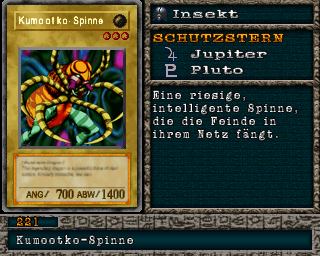 Kumootko-Spinne
ANG/ 700 ABW/1400
Insekt
SCHUTZSTERN
♃ Jupiter
♇ Pluto
Eine riesige,
intelligente Spinne,
die die Feinde in
ihrem Netz fängt.
221
Kumootko-Spinne